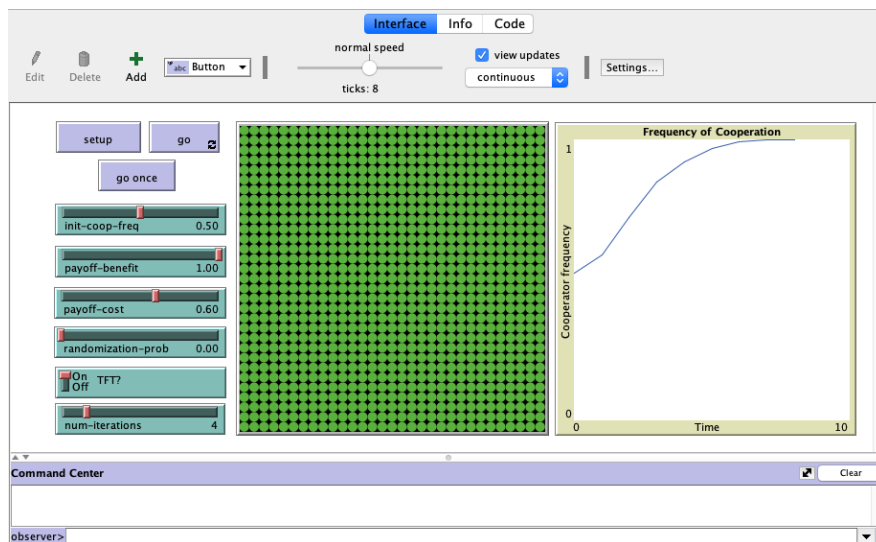 Interface Info Code
Edit
Delete
Add
abc Button
normal speed
ticks: 8
view updates
continuous
Settings...
setup
go
go once
init-coop-freq 0.50
payoff-benefit 1.00
payoff-cost 0.60
randomization-prob 0.00
On
Off
TFT?
num-iterations 4
Frequency of Cooperation
1
Cooperator frequency
0
0 Time 10
Command Center
Clear
observer>